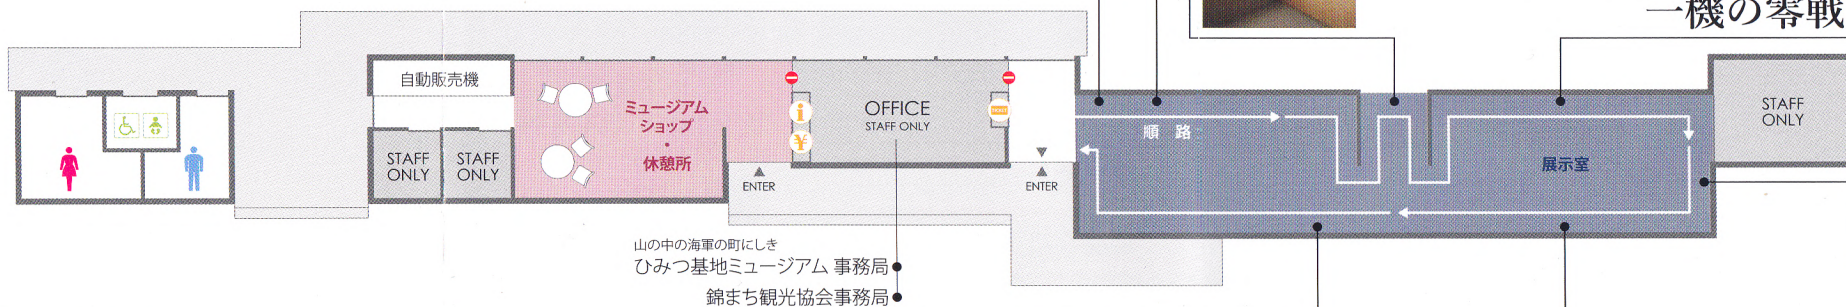 一機の零戦
自動販売機
ミュージアム
ショップ
・
休憩所
OFFICE
STAFF ONLY
i
¥
STAFF
ONLY
STAFF
ONLY
STAFF
ONLY
順 路
展示室
ENTER
ENTER
山の中の海軍の町にしき
ひみつ基地ミュージアム 事務局
錦まち観光協会事務局